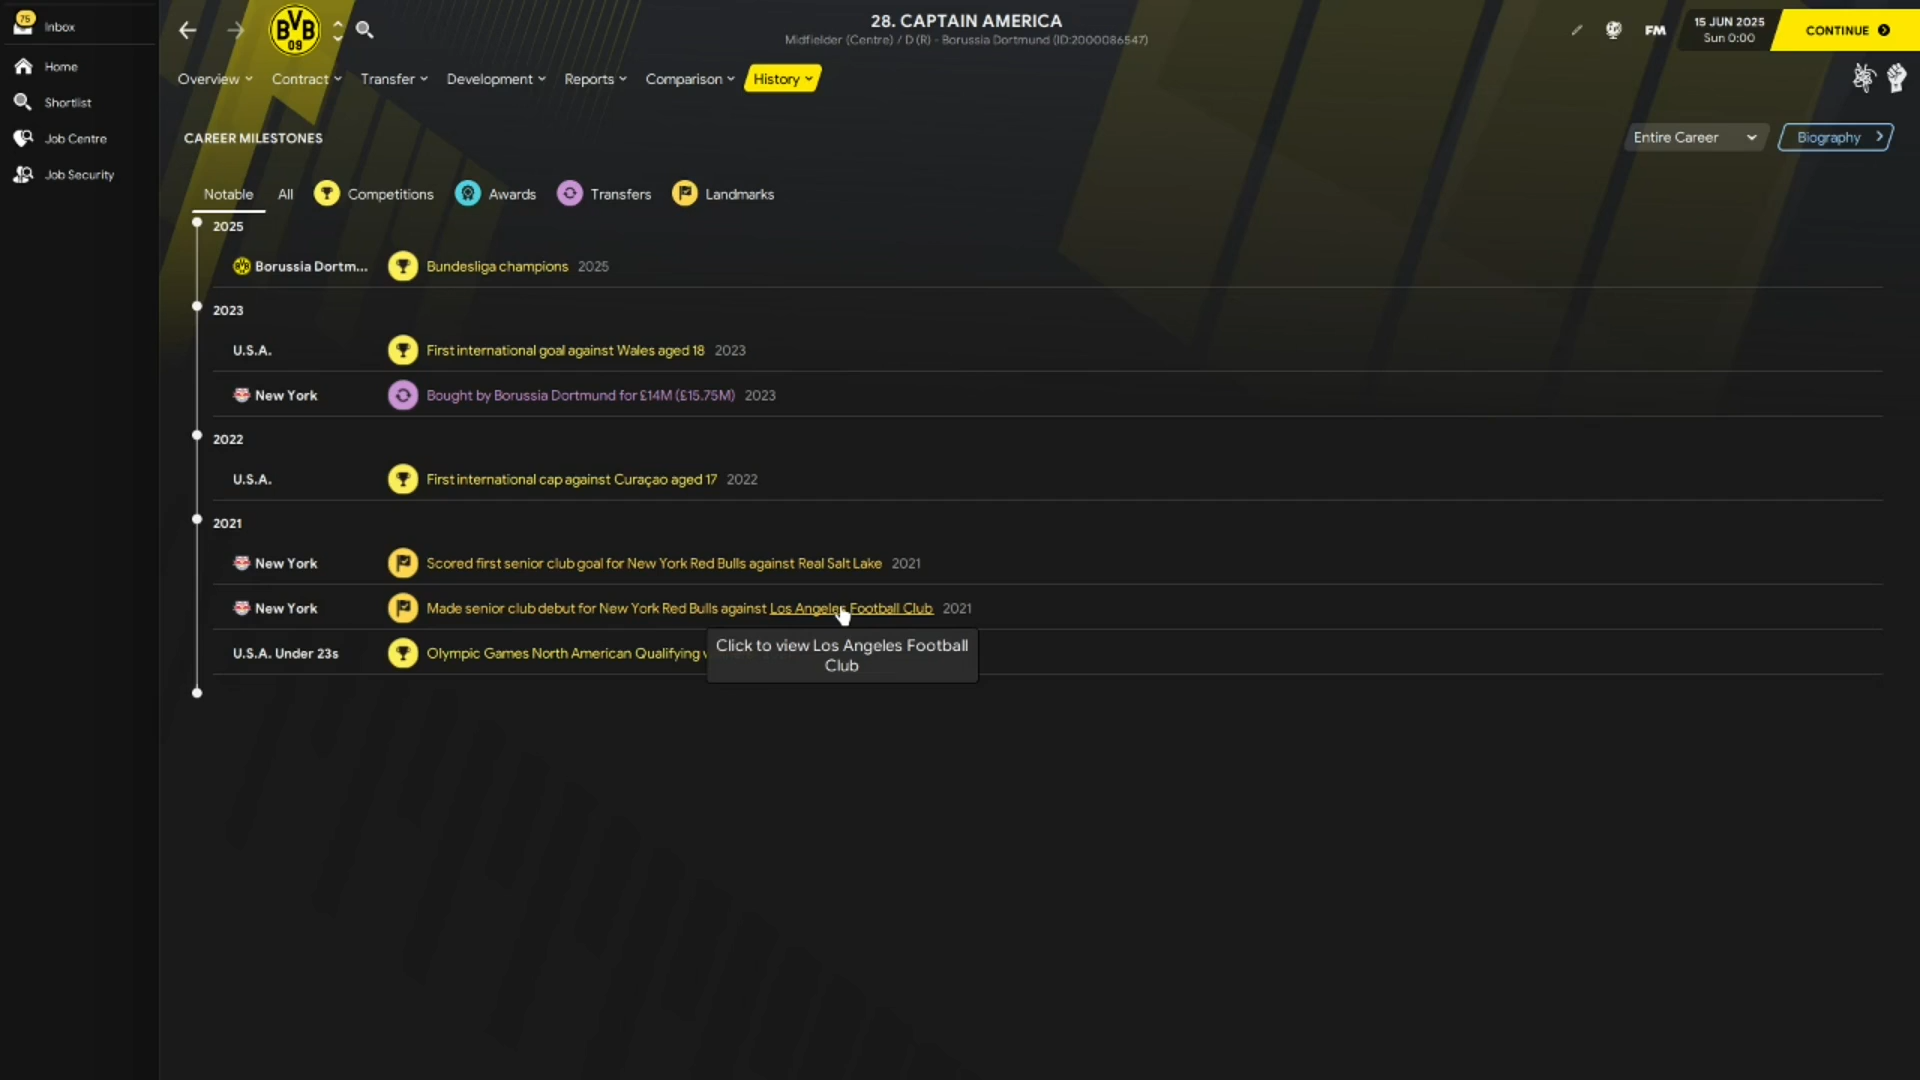 75
Inbox
Home
Shortlist
Job Centre
Job Security
BVB
09
28. CAPTAIN AMERICA
Midfielder (Centre) / D (R) - Borussia Dortmund (ID:2000086547)
FM
15 JUN 2025
Sun 0:00
CONTINUE
Overview
Contract
Transfer
Development
Reports
Comparison
History
CAREER MILESTONES
Entire Career
Biography
Notable
All
Competitions
Awards
Transfers
Landmarks
2025
Borussia Dortm... Bundesliga champions 2025
2023
U.S.A. First international goal against Wales aged 18 2023
New York Bought by Borussia Dortmund for £14M (£15.75M) 2023
2022
U.S.A. First international cap against Curaçao aged 17 2022
2021
New York Scored first senior club goal for New York Red Bulls against Real Salt Lake 2021
New York Made senior club debut for New York Red Bulls against Los Angeles Football Club 2021
U.S.A. Under 23s Olympic Games North American Qualifying
Click to view Los Angeles Football
Club